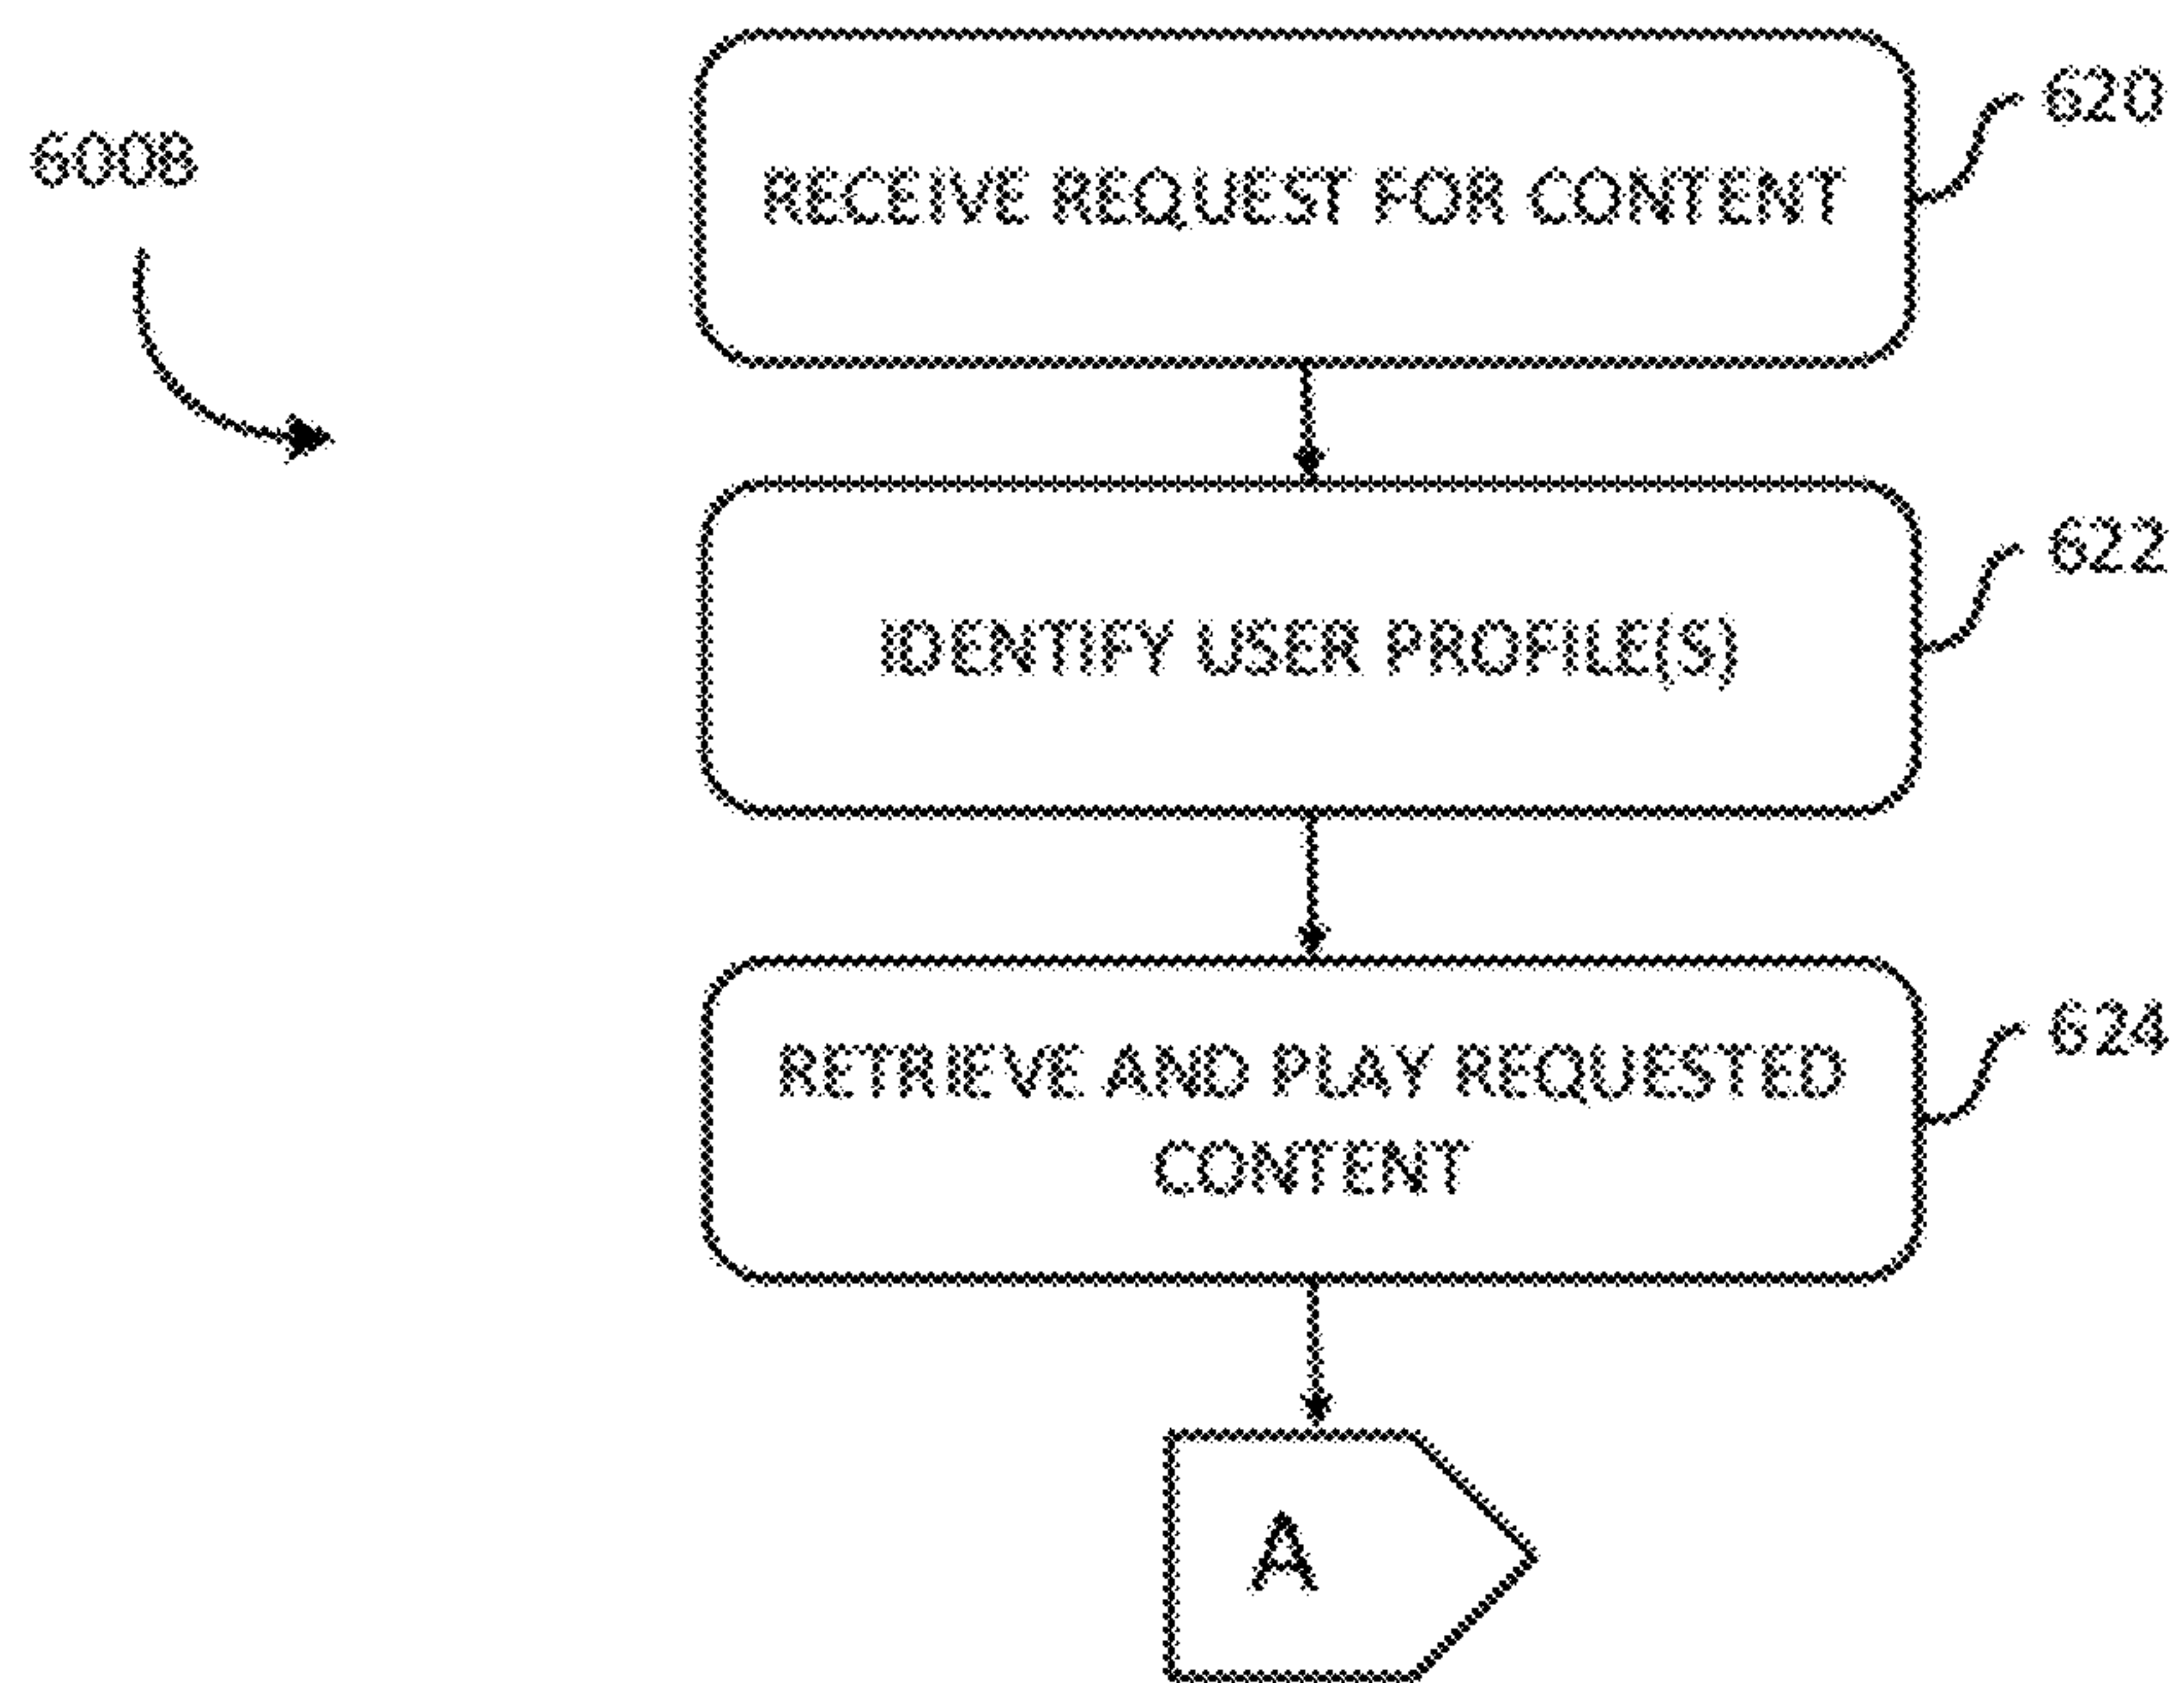 600B
620
RECEIVE REQUEST FOR CONTENT
622
IDENTIFY USER PROFILE(S)
624
RETRIEVE AND PLAY REQUESTED
CONTENT
A